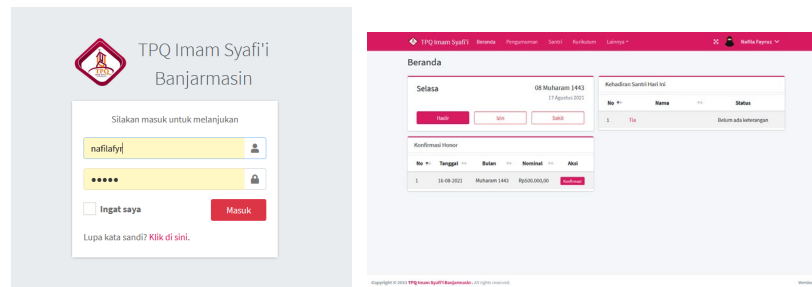 TPQ Imam Syafi'i
Banjarmasin
Silakan masuk untuk melanjukan
nafilafyr
•••••
Ingat saya
Masuk
Lupa kata sandi? Klik di sini.
TPQ Imam Syafi'i Beranda Pengumuman Santri Kurikulum Lainnya Nafila Fayruz
Beranda
Selasa 08 Muharam 1443
17 Agustus 2021
Hadir Izin Sakit
Konfirmasi Honor
No Tanggal Bulan Nominal Aksi
1 16-08-2021 Muharam 1443 Rp500.000,00 Konfirmasi
Kehadiran Santri Hari Ini
No Nama Status
1 Tia Belum ada keterangan
Copyright © 2021 TPQ Imam Syafi'i Banjarmasin. All rights reserved.